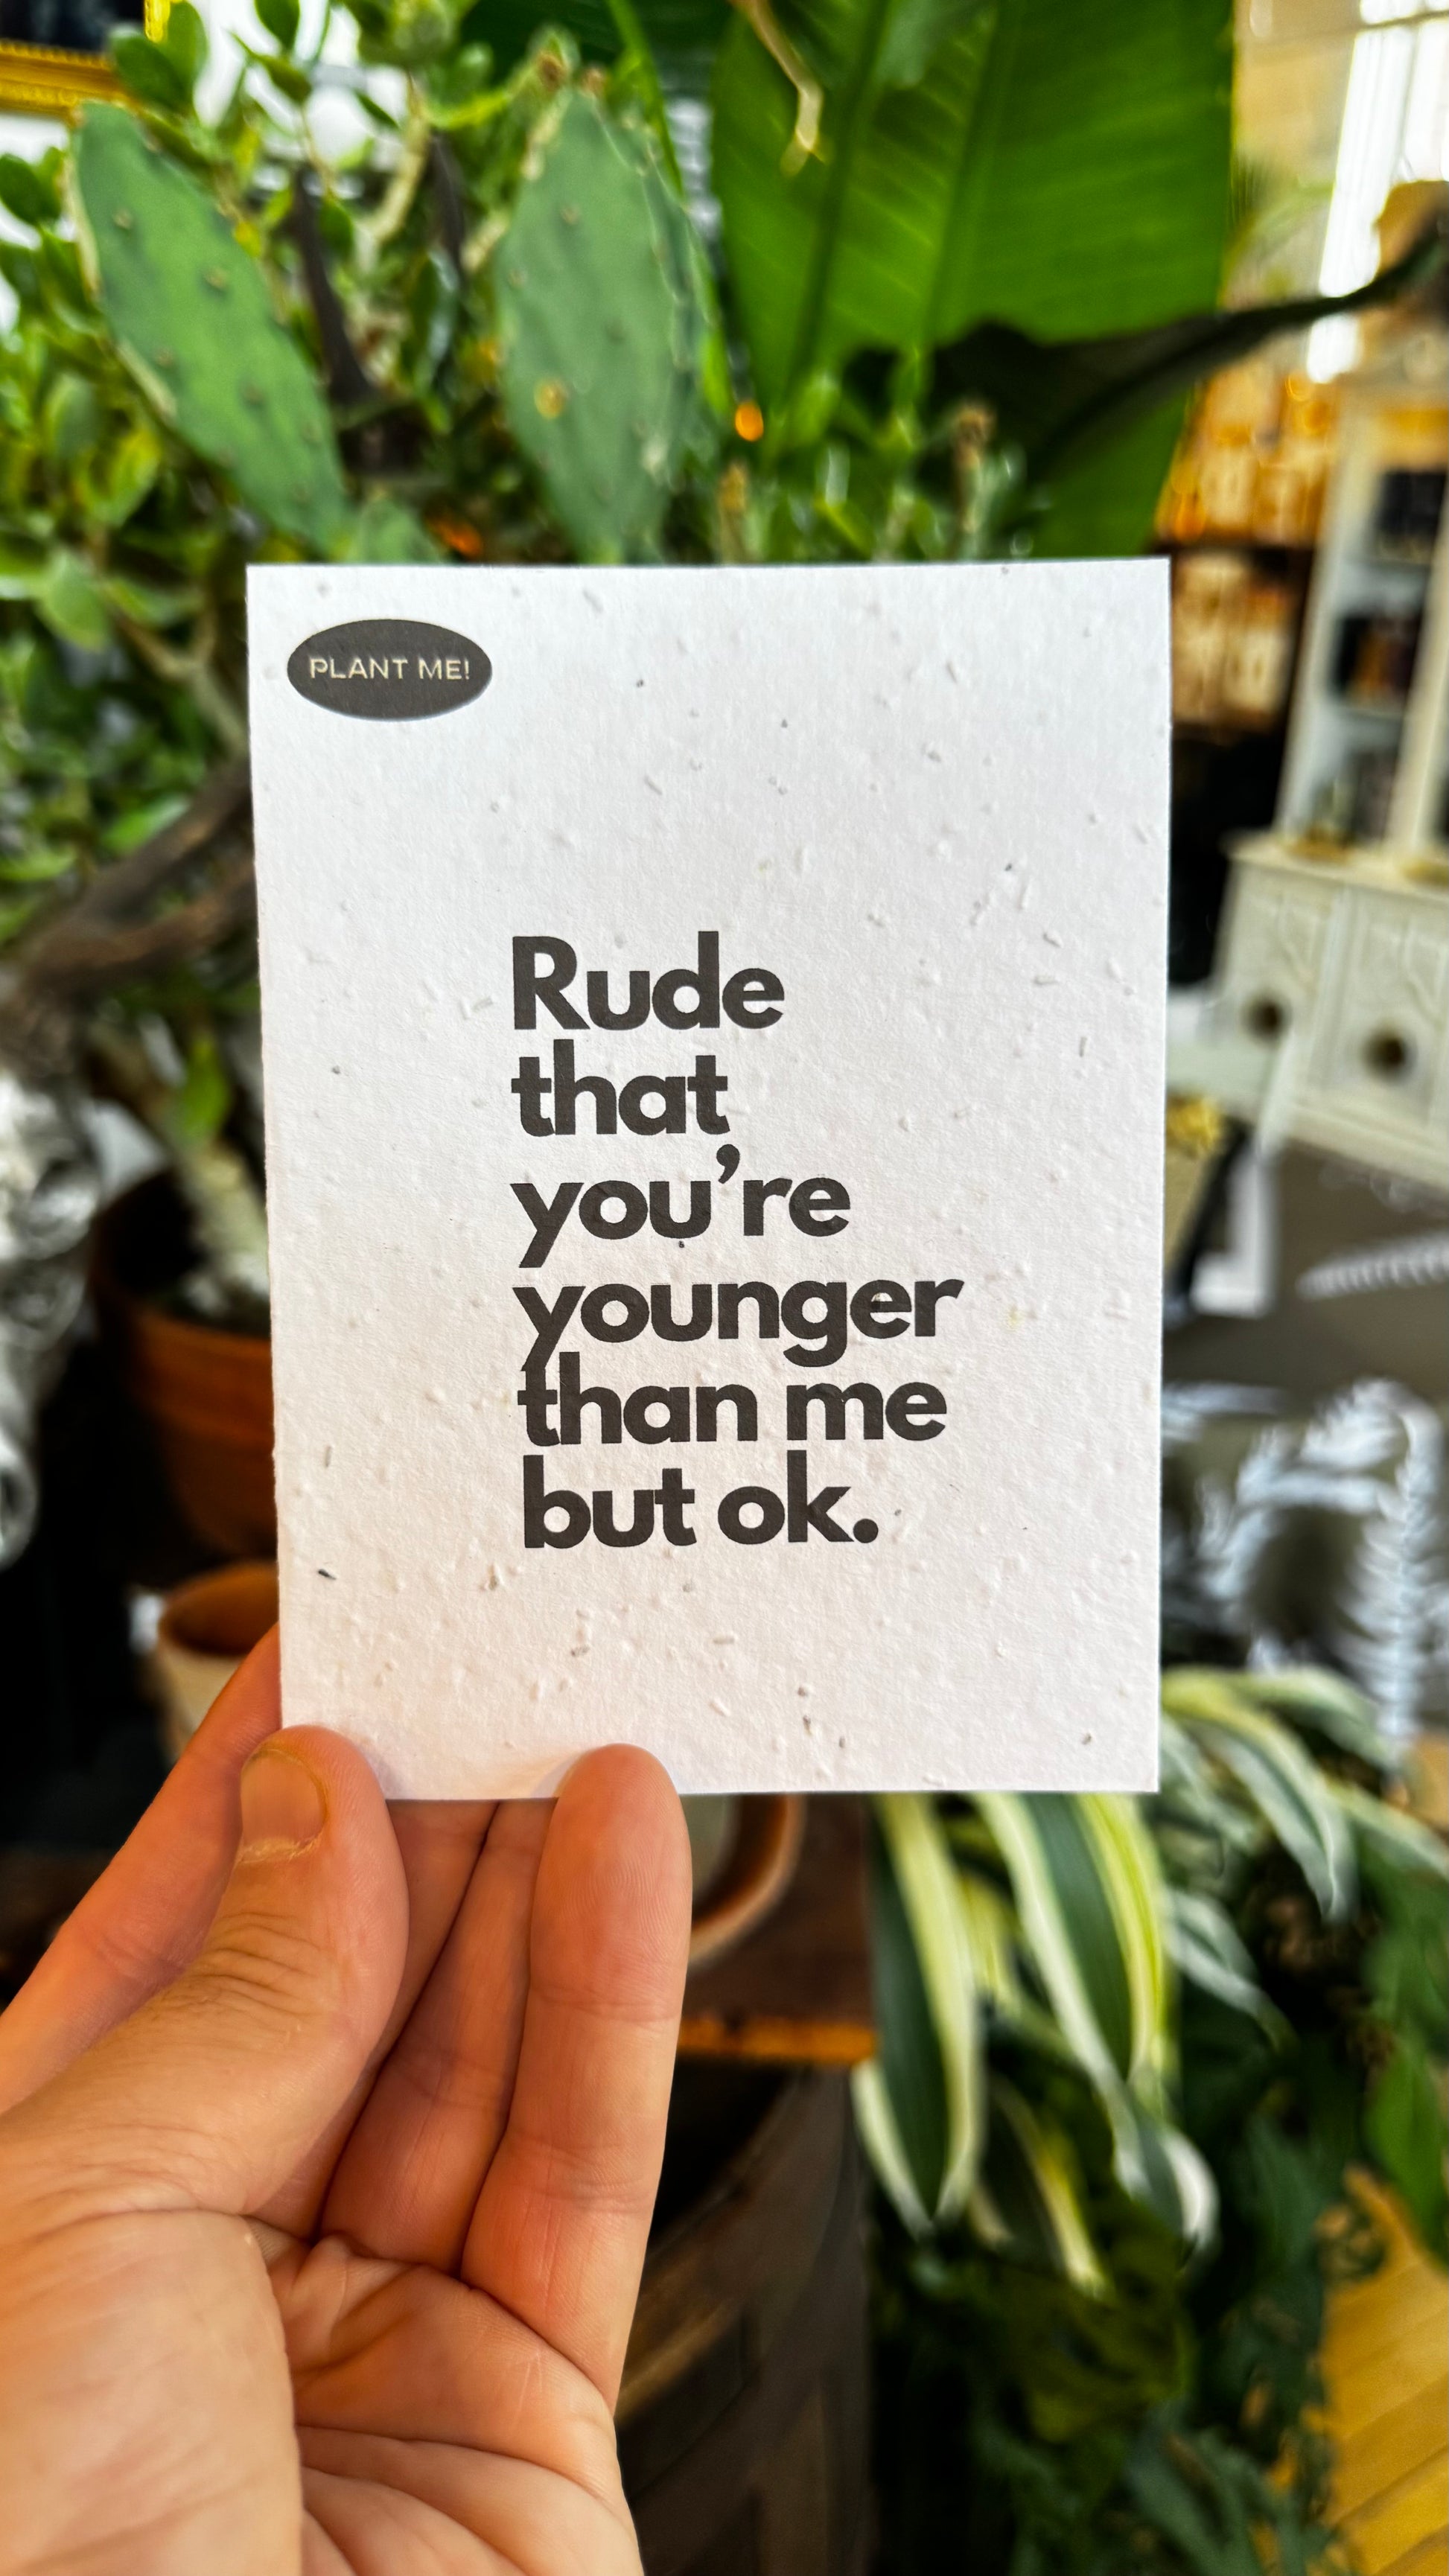 PLANT ME!
Rude
that
you’re
younger
than me
but ok.